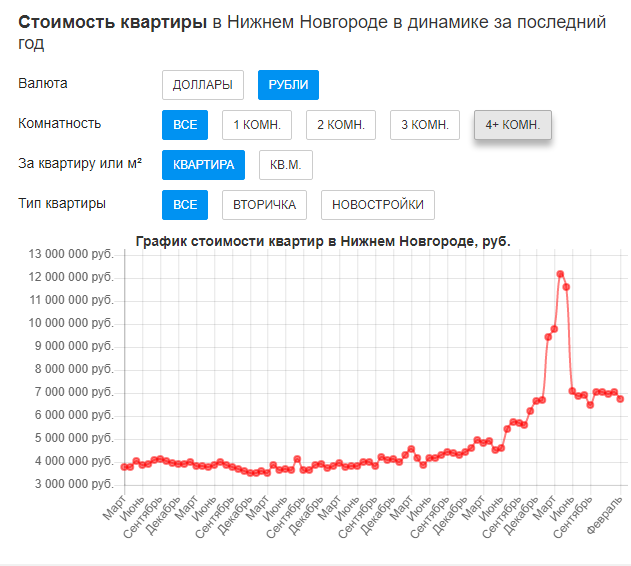 Стоимость квартиры в Нижнем Новгороде в динамике за последний
год
Валюта ДОЛЛАРЫ РУБЛИ
Комнатность ВСЕ 1 КОМН. 2 КОМН. 3 КОМН. 4+ КОМН.
За квартиру или м² КВАРТИРА КВ.М.
Тип квартиры ВСЕ ВТОРИЧКА НОВОСТРОЙКИ
График стоимости квартир в Нижнем Новгороде, руб.
13 000 000 руб.
12 000 000 руб.
11 000 000 руб.
10 000 000 руб.
9 000 000 руб.
8 000 000 руб.
7 000 000 руб.
6 000 000 руб.
5 000 000 руб.
4 000 000 руб.
3 000 000 руб.
Март Июнь Сентябрь Декабрь Март Июнь Сентябрь Декабрь Март Июнь Сентябрь Декабрь Март Июнь Сентябрь Декабрь Март Июнь Сентябрь Декабрь Март Июнь Сентябрь Декабрь Март Июнь Сентябрь Февраль